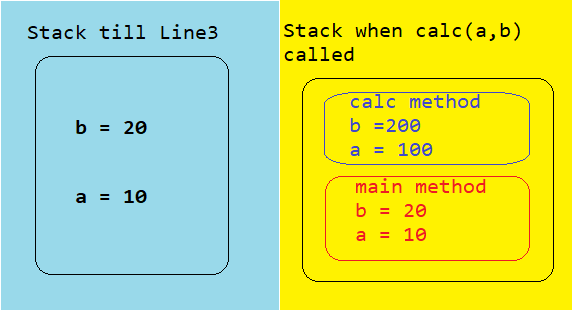 Stack till Line3
b = 20
a = 10
Stack when calc(a,b)
called
calc method
b =200
a = 100
main method
b = 20
a = 10